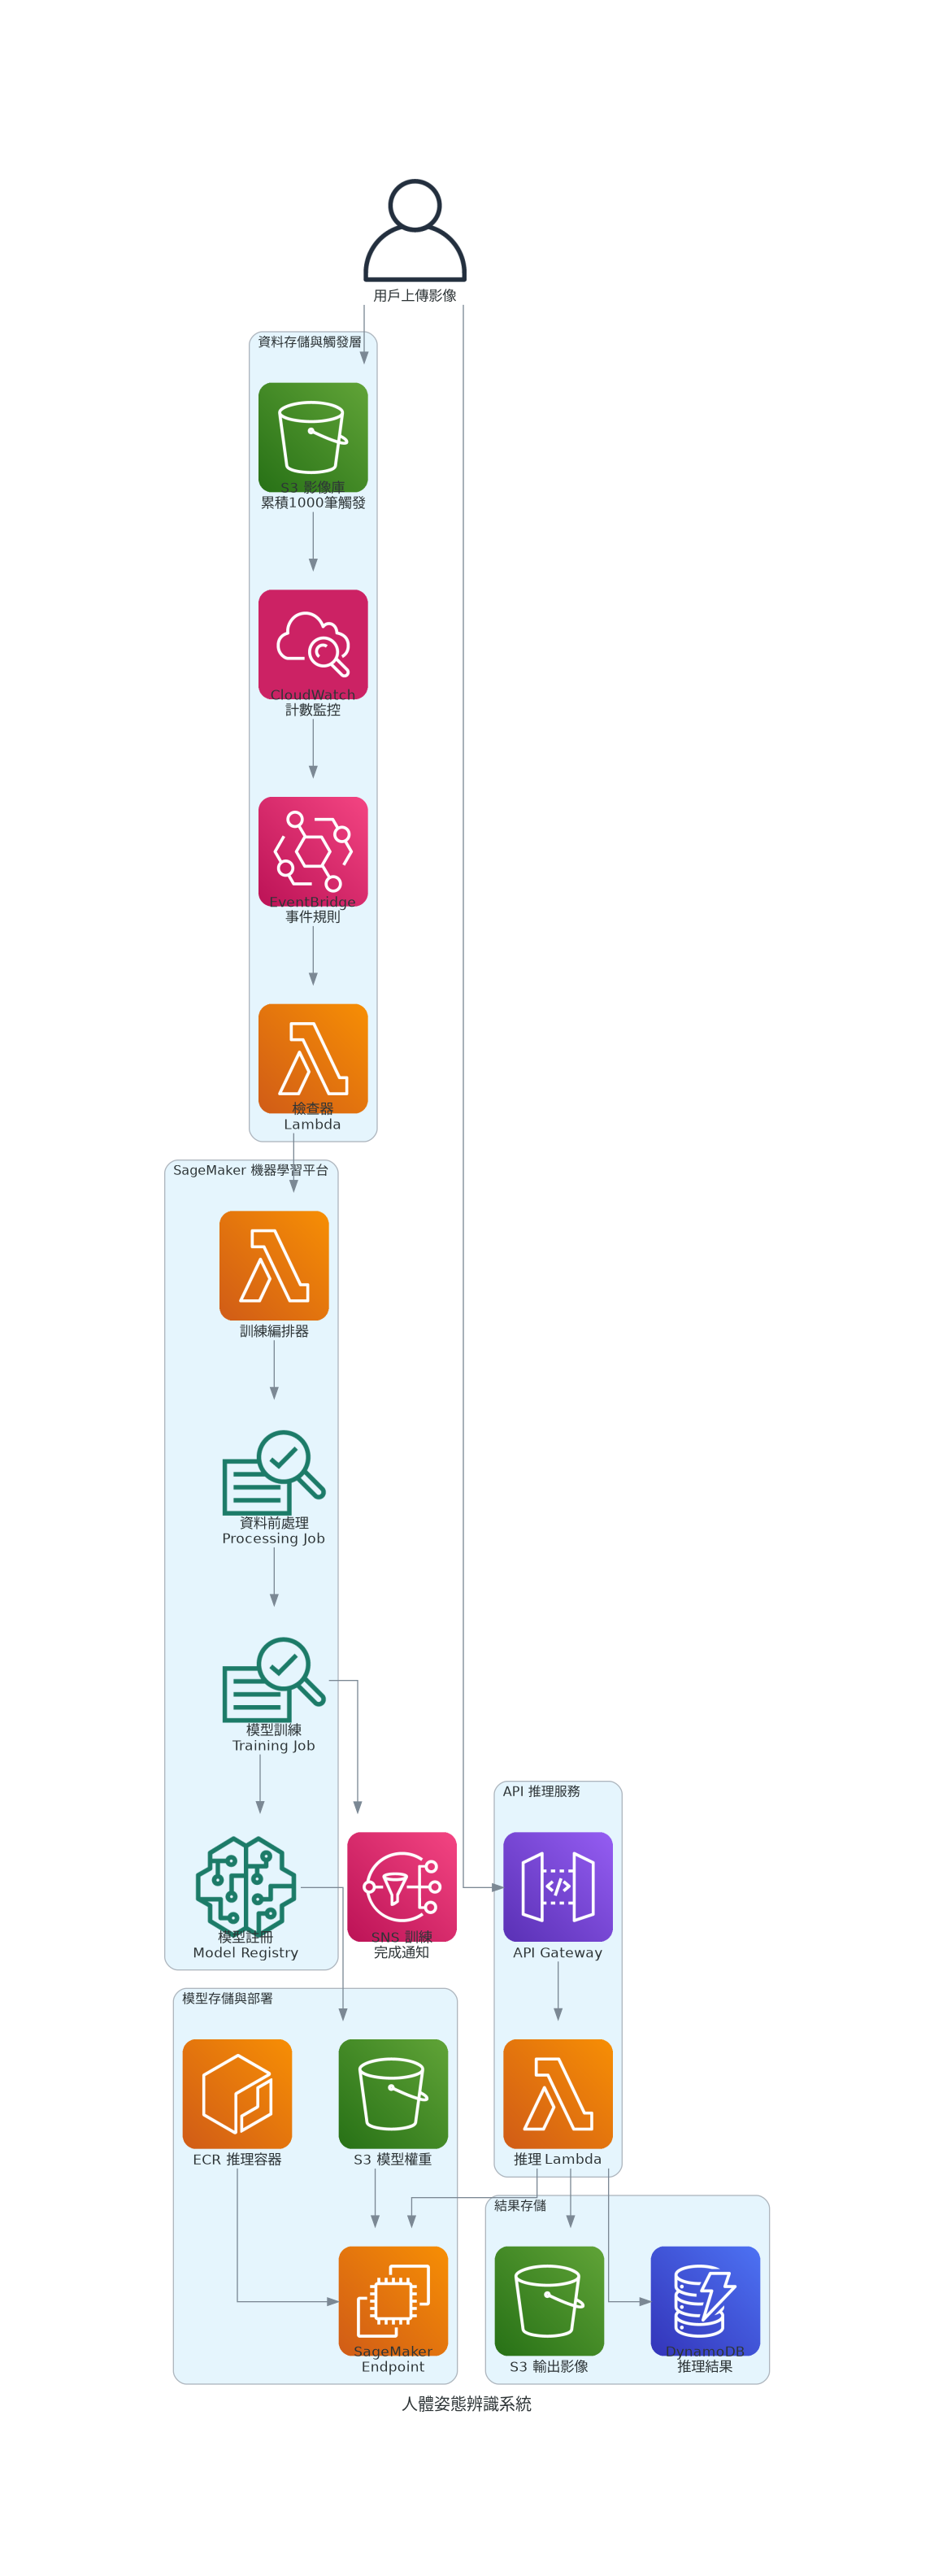 用戶上傳影像
資料存儲與觸發層
S3 影像庫
累積1000筆觸發
CloudWatch
計數監控
EventBridge
事件規則
檢查器
Lambda
SageMaker 機器學習平台
訓練編排器
資料前處理
Processing Job
模型訓練
Training Job
模型註冊
Model Registry
SNS 訓練
完成通知
API 推理服務
API Gateway
推理 Lambda
模型存儲與部署
ECR 推理容器
S3 模型權重
SageMaker
Endpoint
結果存儲
S3 輸出影像
DynamoDB
推理結果
人體姿態辨識系統